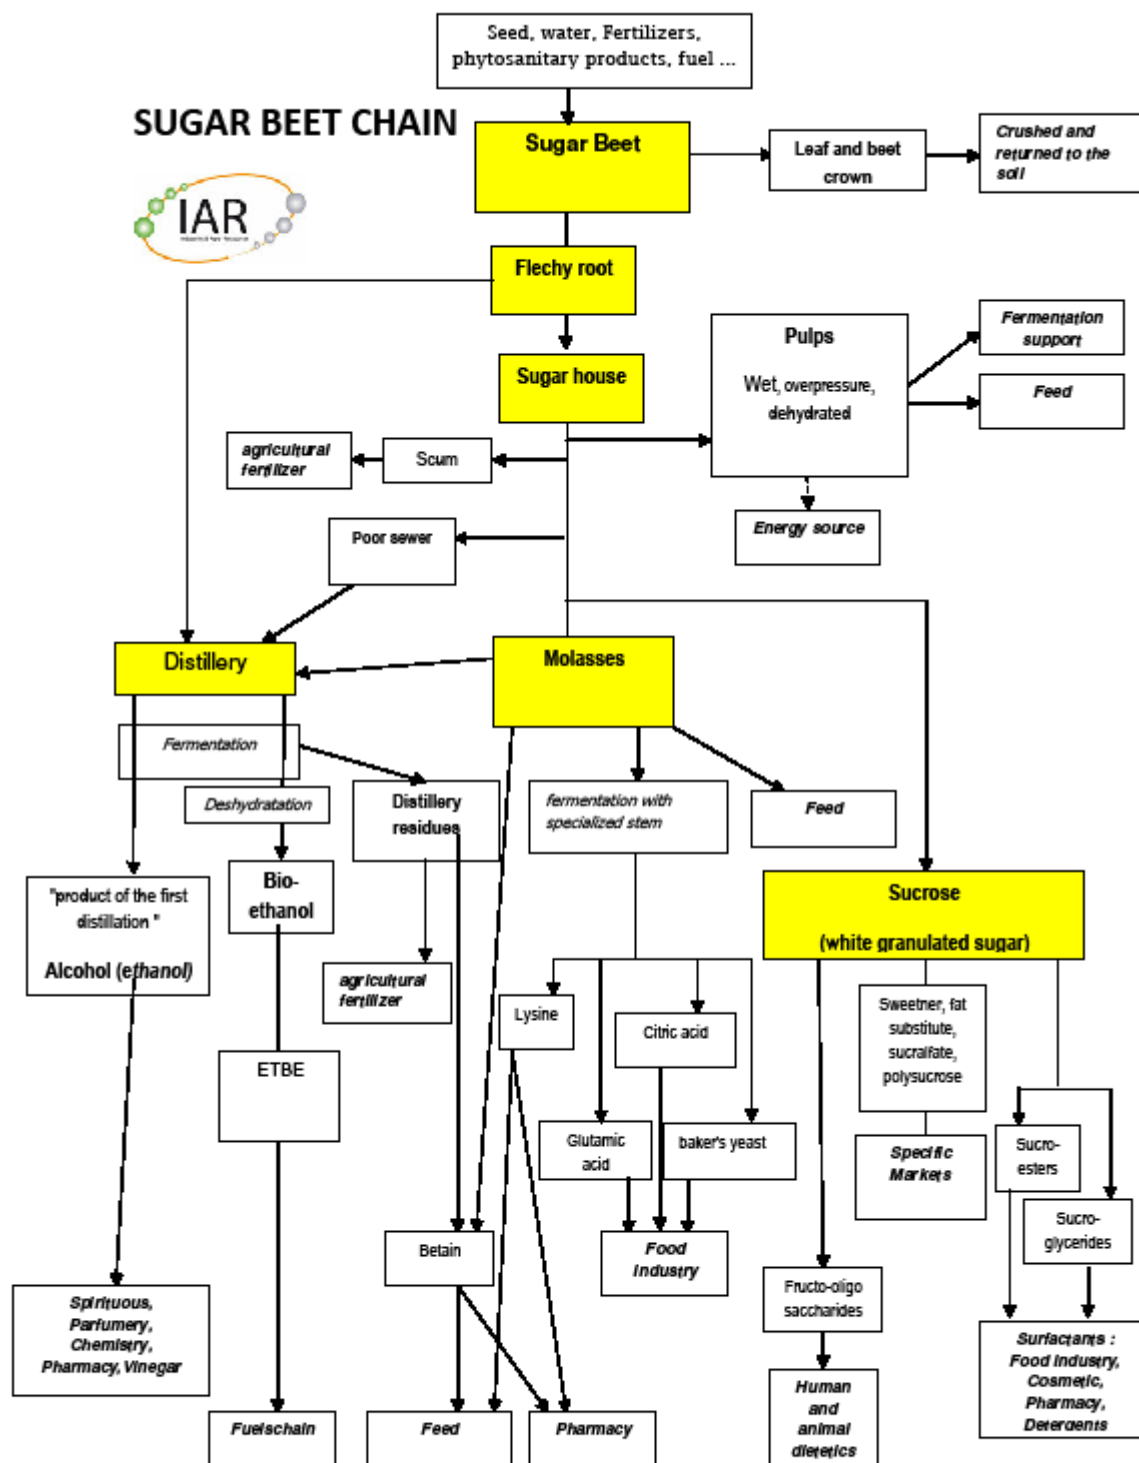 Seed, water, Fertilizers,
phytosanitary products, fuel ...
SUGAR BEET CHAIN
Sugar Beet
Leaf and beet
crown
Crushed and
returned to the
soil
IAR
Flechy root
Sugar house
Pulps
Wet, overpressure,
dehydrated
Fermentation
support
Feed
agricultural
fertilizer
Scum
Energy source
Poor sewer
Distillery
Molasses
Fermentation
Deshydratation
Distillery
residues
fermentation with
specialized stem
Feed
"product of the first
distillation "
Alcohol (ethanol)
Bio-
ethanol
Sucrose
(white granulated sugar)
agricultural
fertilizer
Lysine
Citric acid
Sweetner, fat
substitute,
sucralfate,
polysucrose
ETBE
Glutamic
acid
baker's yeast
Specific
Markets
Sucro-
esters
Sucro-
glycerides
Betain
Food
Industry
Fructo-oligo
saccharides
Spirituous,
Parfumery,
Chemistry,
Pharmacy, Vinegar
Surfactants :
Food Industry,
Cosmetic,
Pharmacy,
Detergents
Human
and
animal
dietetics
Fuelschain
Feed
Pharmacy